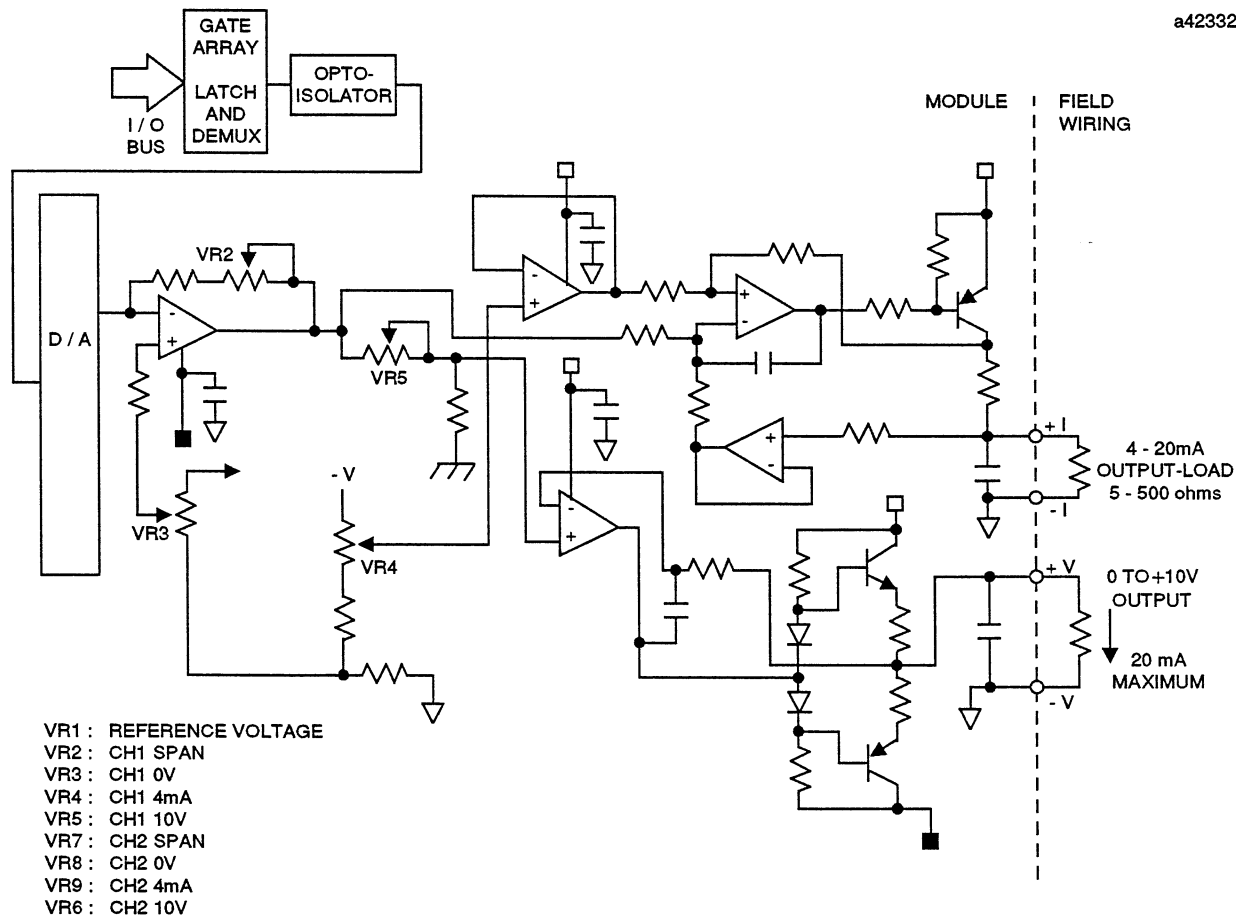 a42332
GATE
ARRAY
LATCH
AND
DEMUX
OPTO-
ISOLATOR
I / O
BUS
MODULE
FIELD
WIRING
D / A
VR2
-
+
VR5
VR3
- V
VR4
-
+
+
-
+
-
-
+
+ I
4 - 20mA
OUTPUT-LOAD
5 - 500 ohms
- I
+ V
0 TO+10V
OUTPUT
20 mA
MAXIMUM
- V
VR1 : REFERENCE VOLTAGE
VR2 : CH1 SPAN
VR3 : CH1 0V
VR4 : CH1 4mA
VR5 : CH1 10V
VR7 : CH2 SPAN
VR8 : CH2 0V
VR9 : CH2 4mA
VR6 : CH2 10V